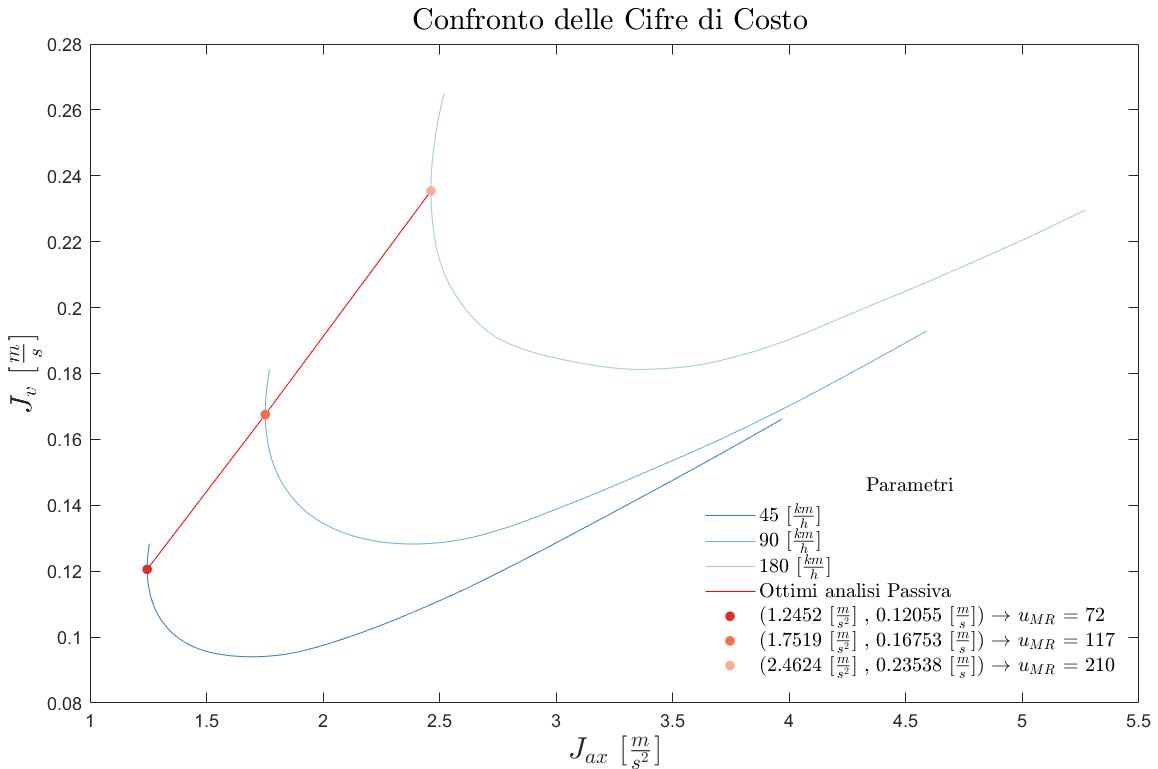 Confronto delle Cifre di Costo
0.28
0.26
0.24
0.22
0.2
0.18
0.16
0.14
0.12
0.1
0.08
J_v [m/s]
Parametri
45 [km/h]
90 [km/h]
180 [km/h]
Ottimi analisi Passiva
(1.2452 [m/s²] , 0.12055 [m/s]) → u_MR = 72
(1.7519 [m/s²] , 0.16753 [m/s]) → u_MR = 117
(2.4624 [m/s²] , 0.23538 [m/s]) → u_MR = 210
1 1.5 2 2.5 3 3.5 4 4.5 5 5.5
J_ax [m/s²]